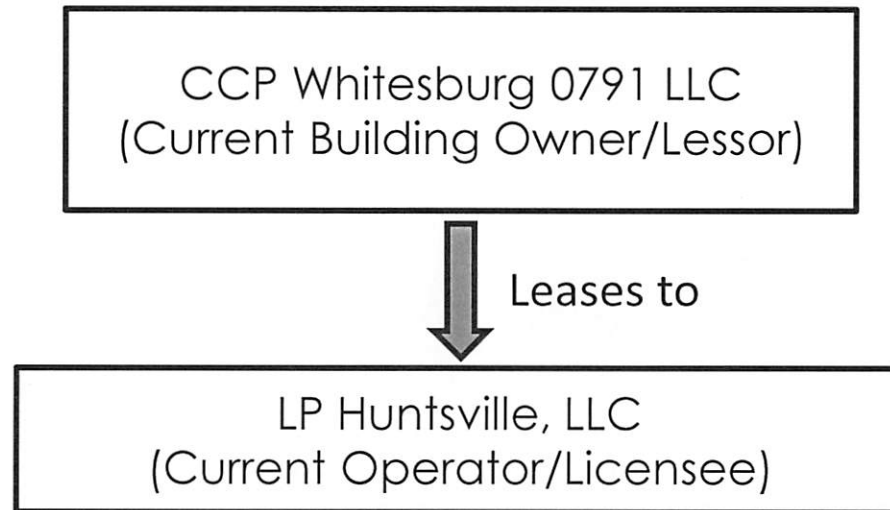 CCP Whitesburg 0791 LLC
(Current Building Owner/Lessor)
Leases to
LP Huntsville, LLC
(Current Operator/Licensee)